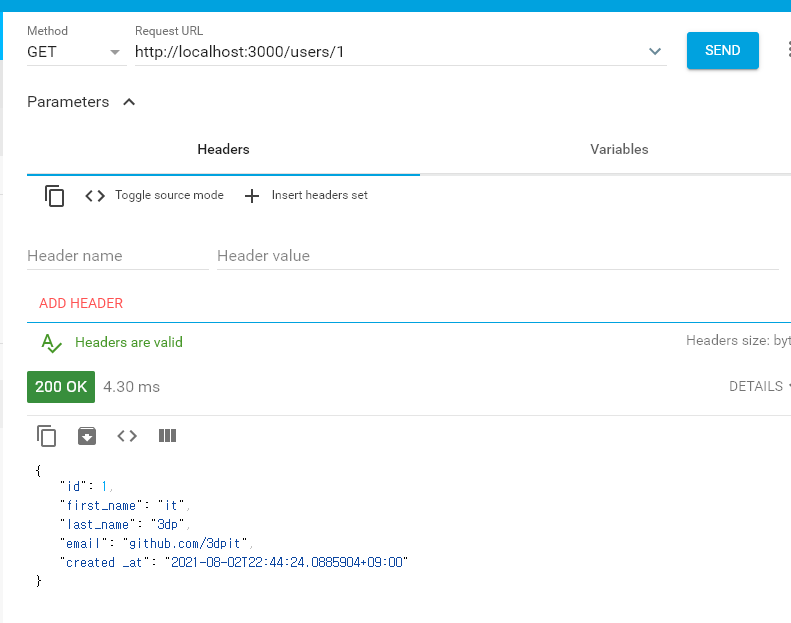 Method
Request URL
GET
http://localhost:3000/users/1
SEND
Parameters
Headers
Variables
Toggle source mode
Insert headers set
Header name
Header value
ADD HEADER
Headers are valid
Headers size: byt
200 OK
4.30 ms
DETAILS
{
"id": 1,
"first_name": "it",
"last_name": "3dp",
"email": "github.com/3dpit",
"created _at": "2021-08-02T22:44:24.0885904+09:00"
}